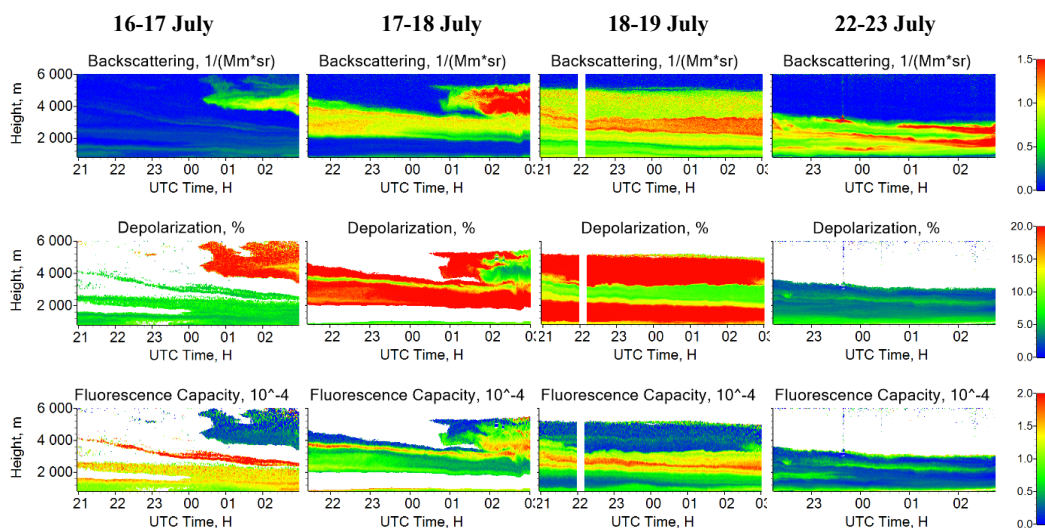 16-17 July 17-18 July 18-19 July 22-23 July
Backscattering, 1/(Mm*sr) Backscattering, 1/(Mm*sr) Backscattering, 1/(Mm*sr) Backscattering, 1/(Mm*sr)
Height, m
6 000
4 000
2 000
1.5
1.0
0.5
0.0
21 22 23 00 01 02 22 23 00 01 02 03 21 22 23 00 01 02 03 23 00 01 02
UTC Time, H UTC Time, H UTC Time, H UTC Time, H
Depolarization, % Depolarization, % Depolarization, % Depolarization, %
Height, m
6 000
4 000
2 000
20.0
15.0
10.0
5.0
0.0
21 22 23 00 01 02 23 00 01 02 03 21 22 23 00 01 02 03 23 00 01 02
UTC Time, H UTC Time, H UTC Time, H UTC Time, H
Fluorescence Capacity, 10^-4 Fluorescence Capacity, 10^-4 Fluorescence Capacity, 10^-4 Fluorescence Capacity, 10^-4
Height, m
6 000
4 000
2 000
2.0
1.5
1.0
0.5
0.0
21 22 23 00 01 02 23 00 01 02 03 21 22 23 00 01 02 03 23 00 01 02
UTC Time, H UTC Time, H UTC Time, H UTC Time, H